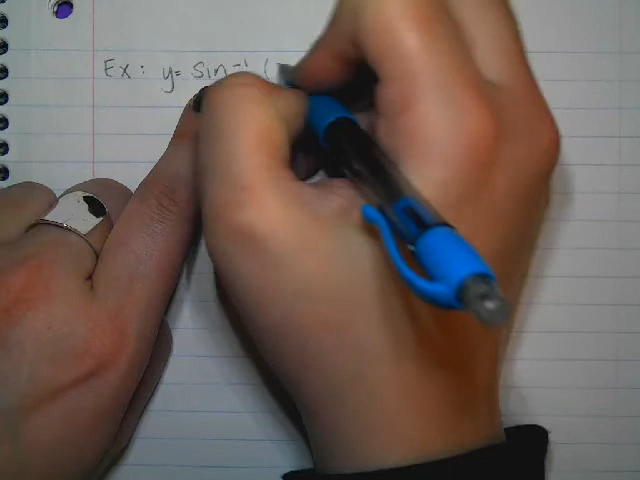 Ex: y= sin⁻¹ (